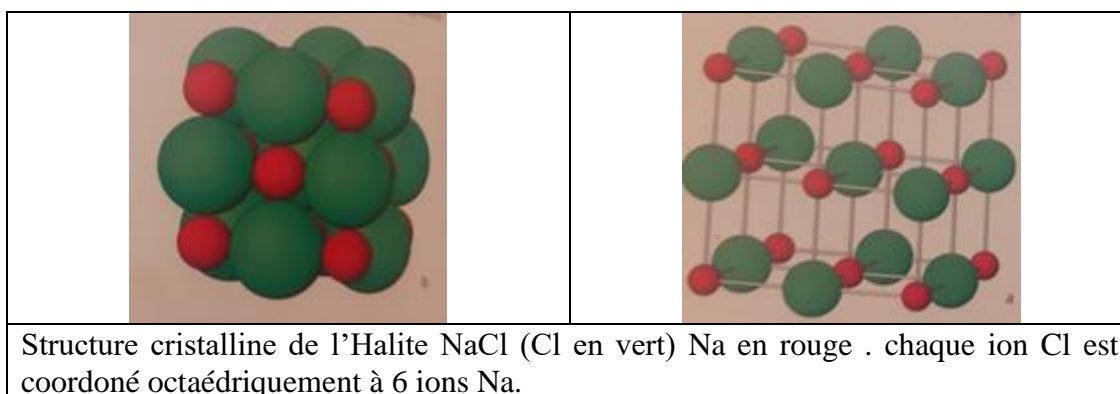 b
a
Structure cristalline de l’Halite NaCl (Cl en vert) Na en rouge . chaque ion Cl est
coordoné octaédriquement à 6 ions Na.